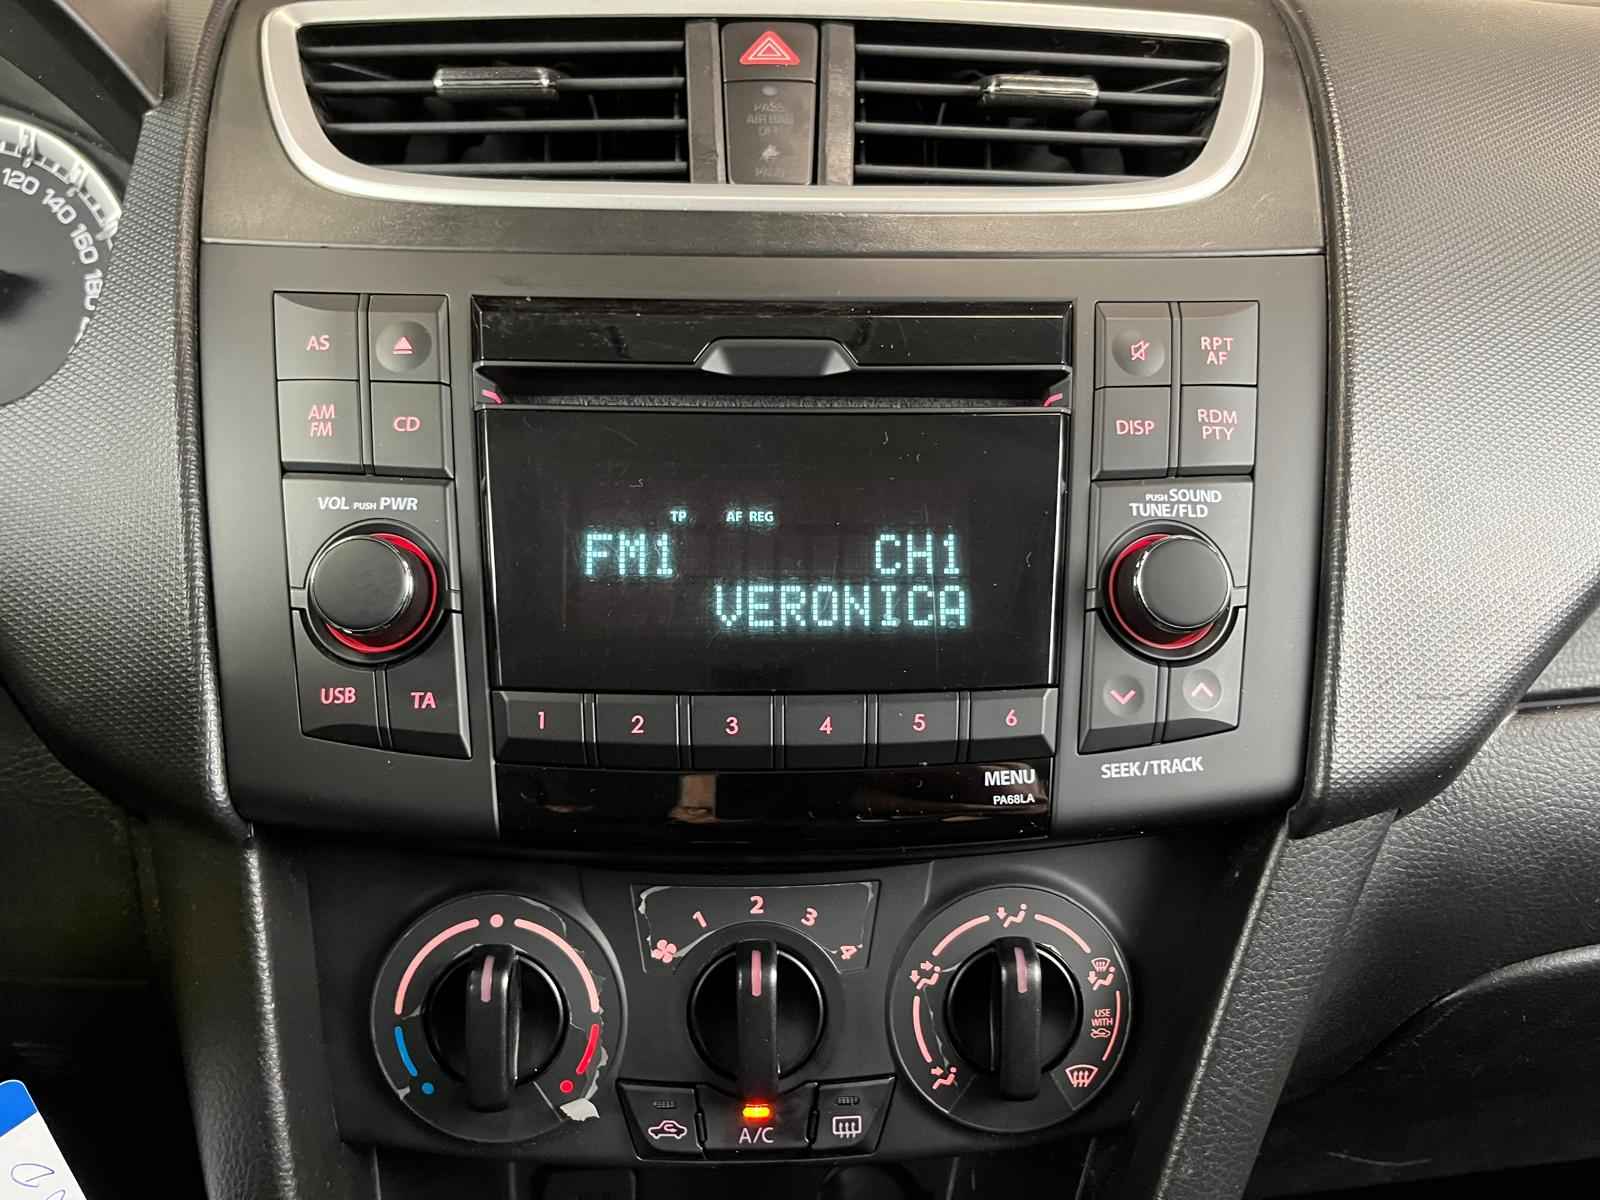 PASS
AIR BAG
OFF
120
140
160
180
AS
AM
FM
CD
RPT
AF
DISP
RDM
PTY
VOL PUSH PWR
PUSH SOUND
TUNE/FLD
TP AF REG
FM1 CH1
VERONICA
USB
TA
1 2 3 4 5 6
MENU
PA68LA
SEEK/TRACK
1 2 3 4
USE
WITH
A/C